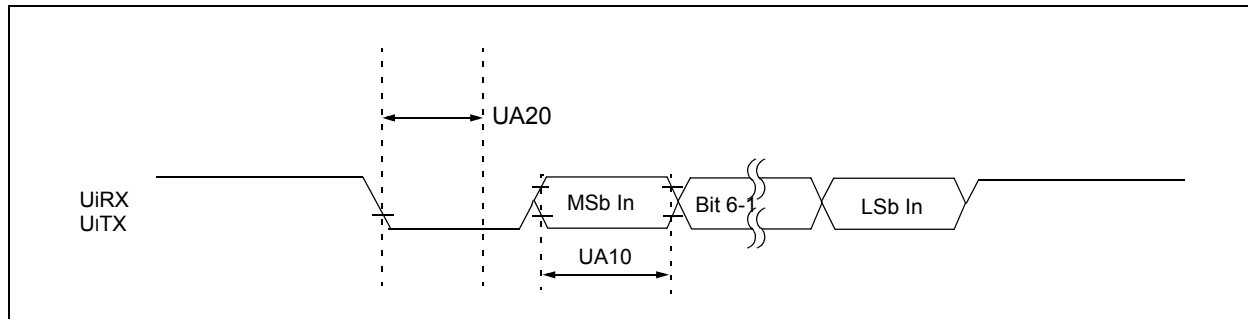 UA20
UiRX
UiTX
MSb In
Bit 6-1
LSb In
UA10